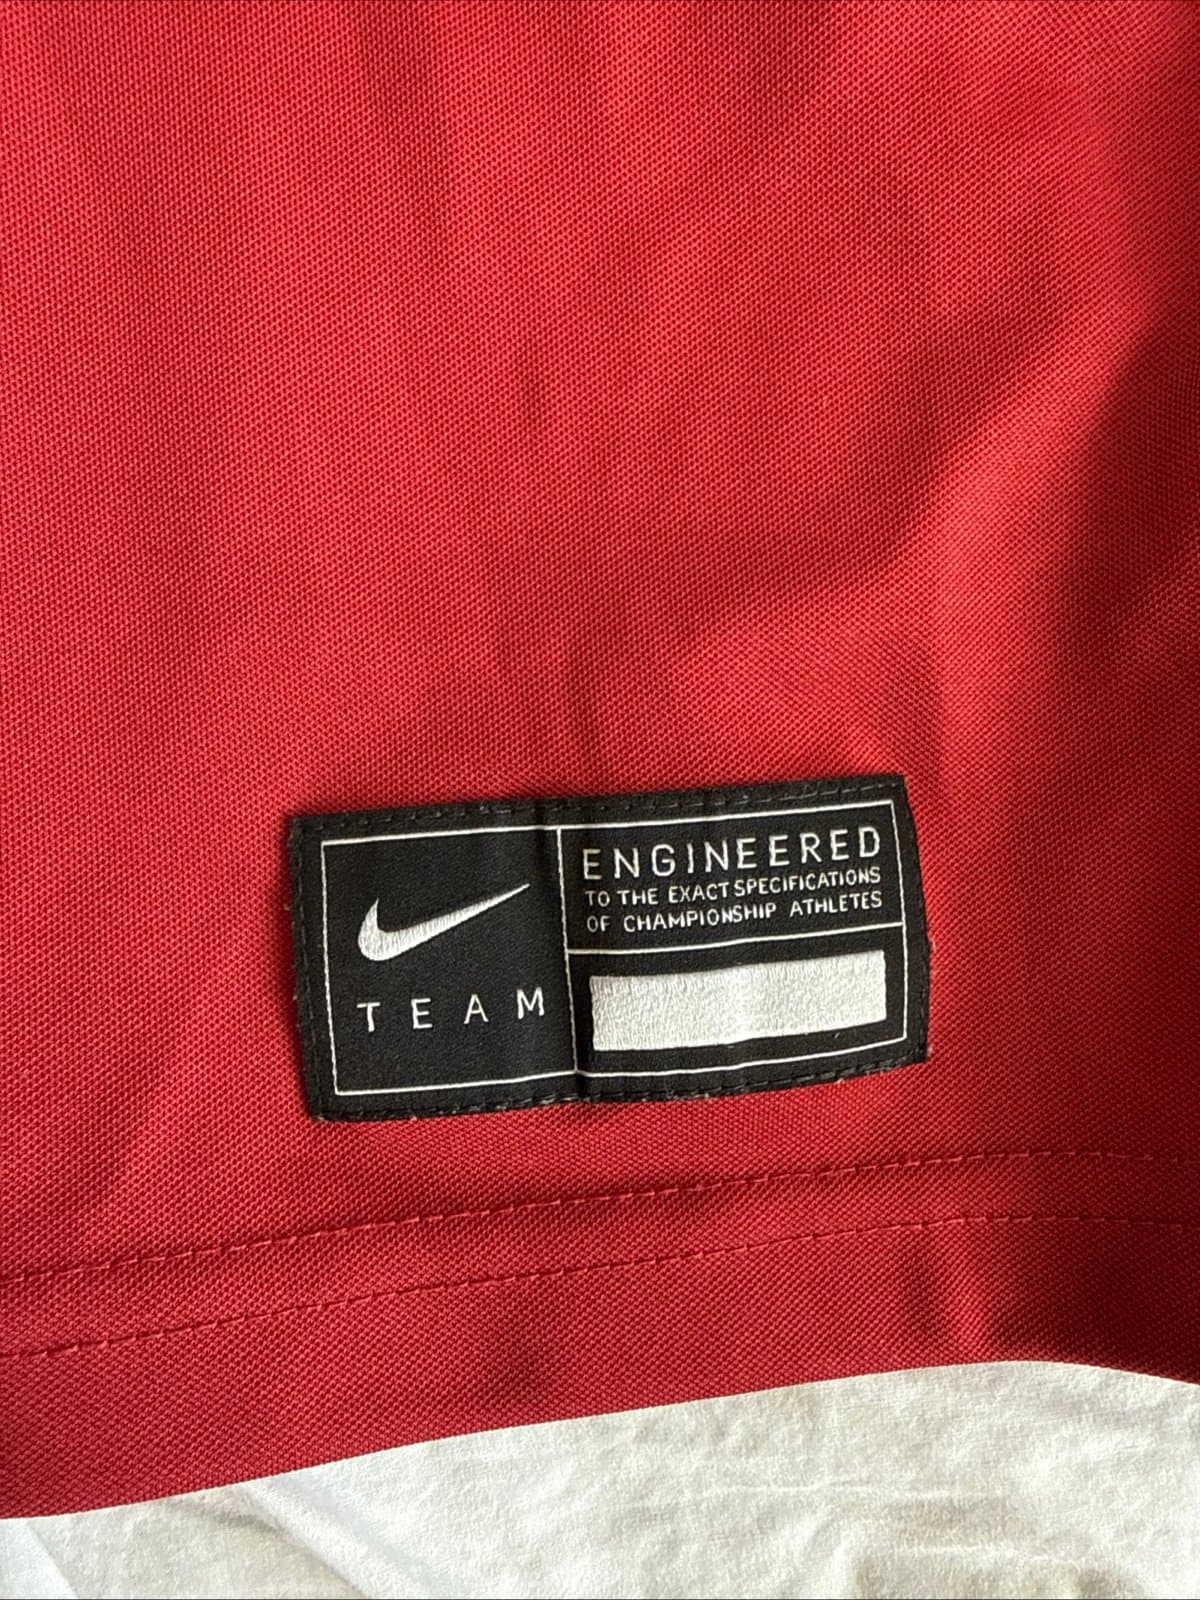 TEAM
ENGINEERED
TO THE EXACT SPECIFICATIONS
OF CHAMPIONSHIP ATHLETES